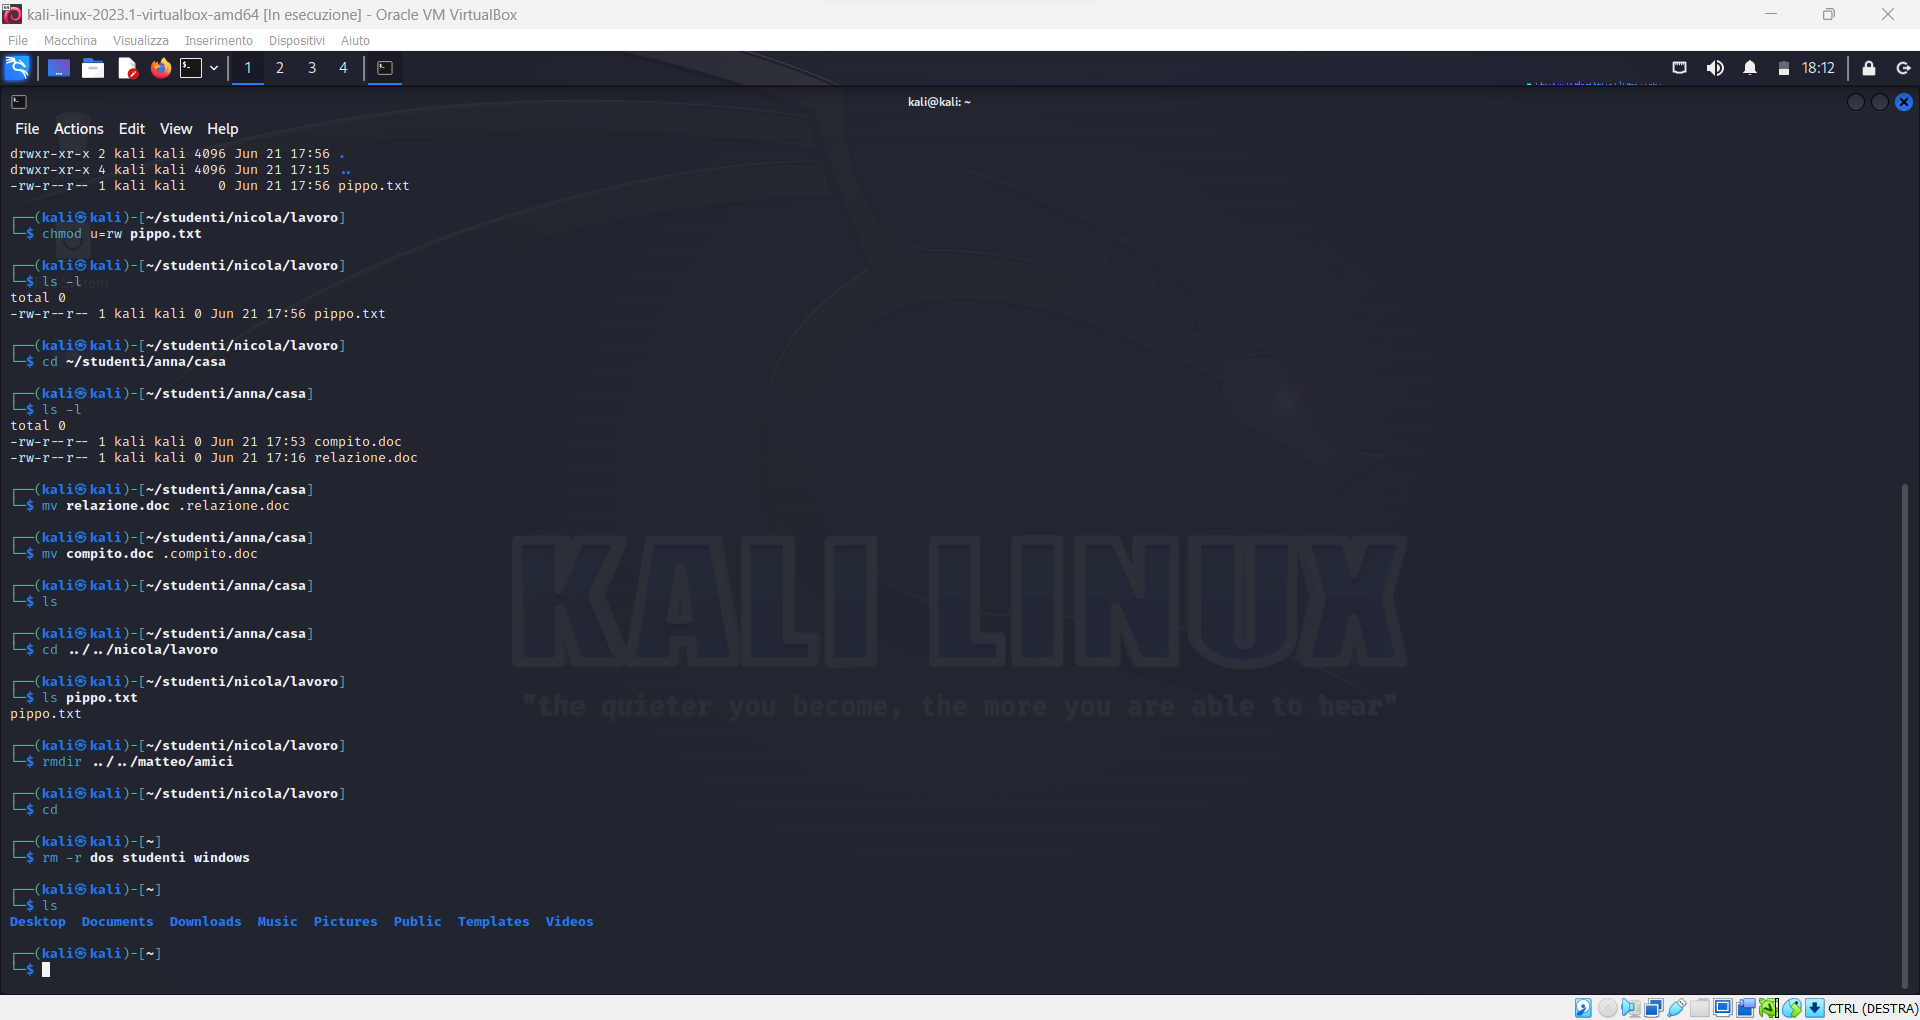 kali-linux-2023.1-virtualbox-amd64 [In esecuzione] - Oracle VM VirtualBox
File Macchina Visualizza Inserimento Dispositivi Aiuto
1 2 3 4 18:12
kali@kali: ~
File Actions Edit View Help
drwxr-xr-x 2 kali kali 4096 Jun 21 17:56 .
drwxr-xr-x 4 kali kali 4096 Jun 21 17:15 ..
-rw-r--r-- 1 kali kali    0 Jun 21 17:56 pippo.txt
┌──(kali㉿kali)-[~/studenti/nicola/lavoro]
└─$ chmod u=rw pippo.txt
┌──(kali㉿kali)-[~/studenti/nicola/lavoro]
└─$ ls -l
total 0
-rw-r--r-- 1 kali kali 0 Jun 21 17:56 pippo.txt
┌──(kali㉿kali)-[~/studenti/nicola/lavoro]
└─$ cd ~/studenti/anna/casa
┌──(kali㉿kali)-[~/studenti/anna/casa]
└─$ ls -l
total 0
-rw-r--r-- 1 kali kali 0 Jun 21 17:53 compito.doc
-rw-r--r-- 1 kali kali 0 Jun 21 17:16 relazione.doc
┌──(kali㉿kali)-[~/studenti/anna/casa]
└─$ mv relazione.doc .relazione.doc
┌──(kali㉿kali)-[~/studenti/anna/casa]
└─$ mv compito.doc .compito.doc
┌──(kali㉿kali)-[~/studenti/anna/casa]
└─$ ls
┌──(kali㉿kali)-[~/studenti/anna/casa]
└─$ cd ../../nicola/lavoro
┌──(kali㉿kali)-[~/studenti/nicola/lavoro]
└─$ ls pippo.txt
pippo.txt
┌──(kali㉿kali)-[~/studenti/nicola/lavoro]
└─$ rmdir ../../matteo/amici
┌──(kali㉿kali)-[~/studenti/nicola/lavoro]
└─$ cd
┌──(kali㉿kali)-[~]
└─$ rm -r dos studenti windows
┌──(kali㉿kali)-[~]
└─$ ls
Desktop Documents Downloads Music Pictures Public Templates Videos
┌──(kali㉿kali)-[~]
└─$
KALI LINUX
"the quieter you become, the more you are able to hear"
CTRL (DESTRA)